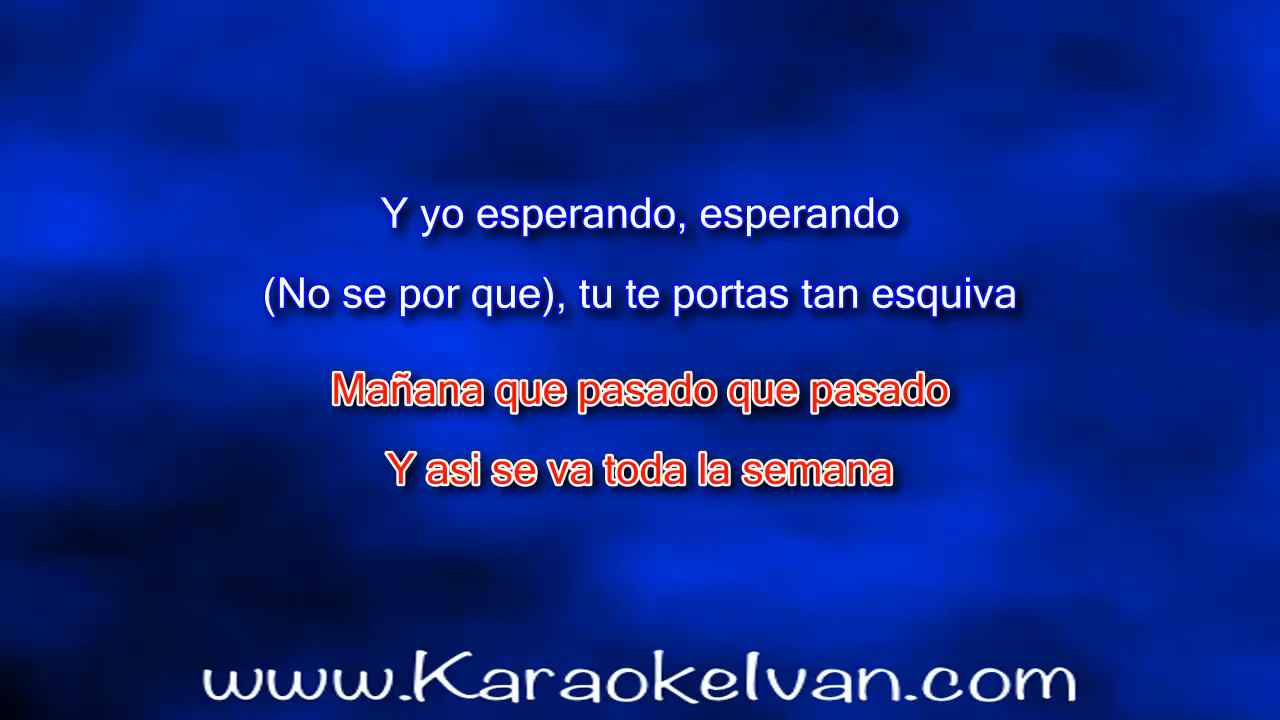 Y yo esperando, esperando
(No se por que), tu te portas tan esquiva
Mañana que pasado que pasado
Y asi se va toda la semana
www.KaraokeIvan.com